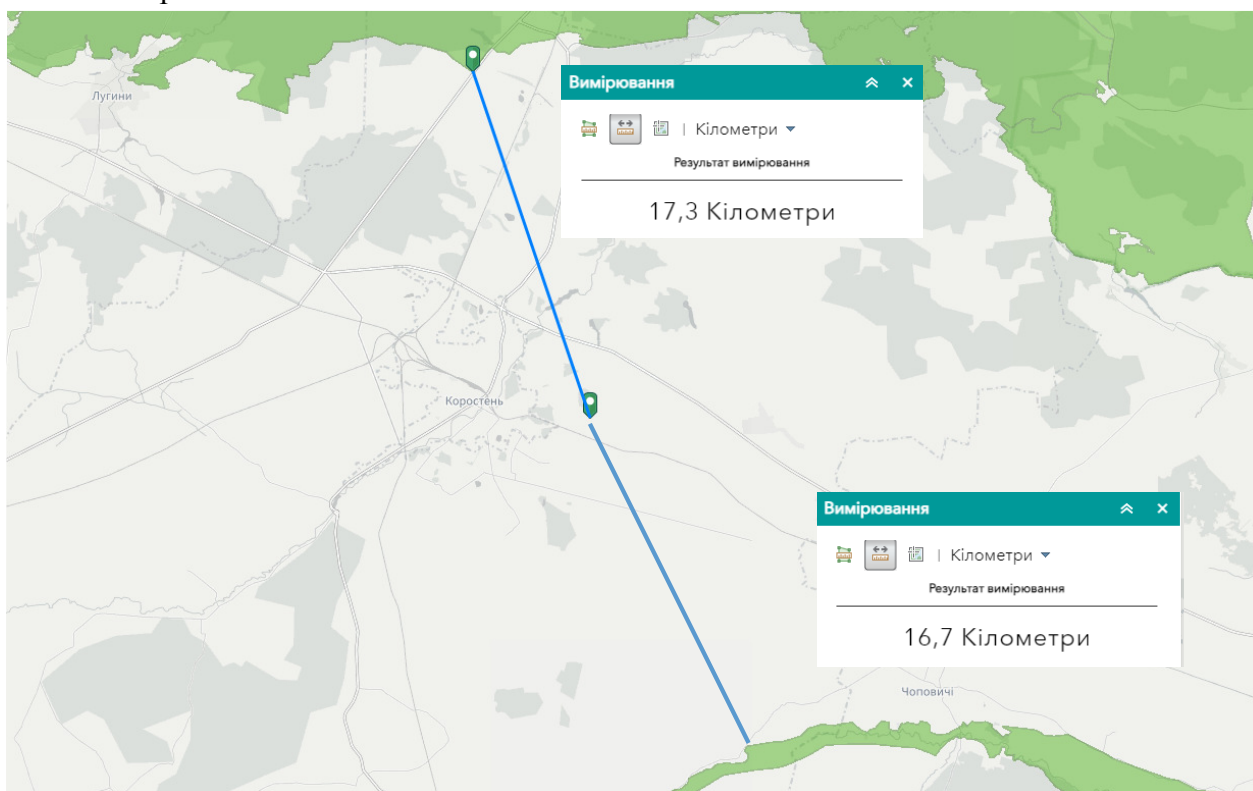 Лугини
Вимірювання
| Кілометри
Результат вимірювання
17,3 Кілометри
Коростень
Вимірювання
| Кілометри
Результат вимірювання
16,7 Кілометри
Чоповичі